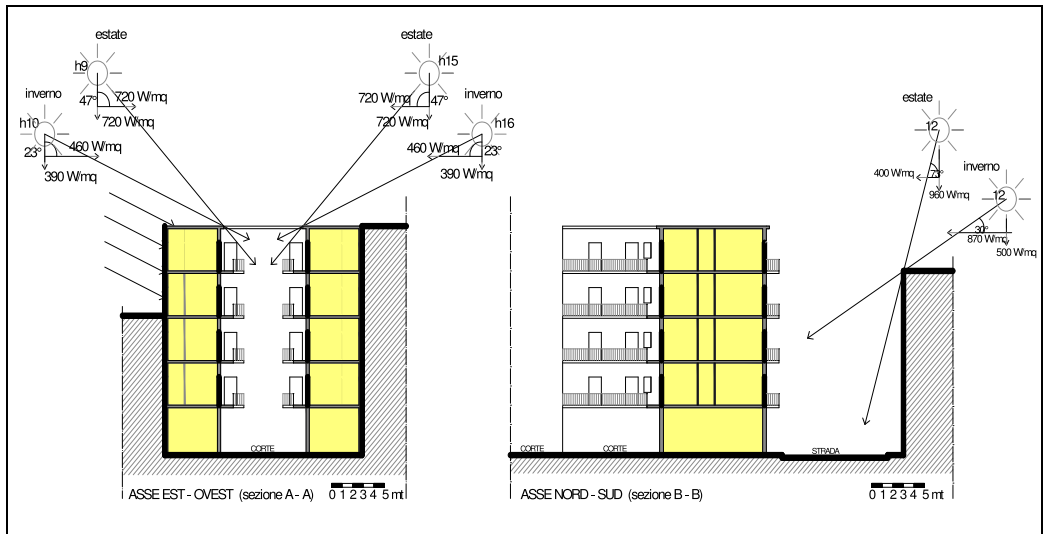 estate
estate
h9
h15
47°
720 W/mq
720 W/mq
720 W/mq
47°
720 W/mq
inverno
inverno
h10
h16
23°
460 W/mq
390 W/mq
460 W/mq
23°
390 W/mq
estate
12
400 W/mq
73°
960 W/mq
inverno
12
30°
870 W/mq
500 W/mq
CORTE
CORTE
CORTE
STRADA
ASSE EST - OVEST (sezione A - A)
0 1 2 3 4 5 mt
ASSE NORD - SUD (sezione B - B)
0 1 2 3 4 5 mt